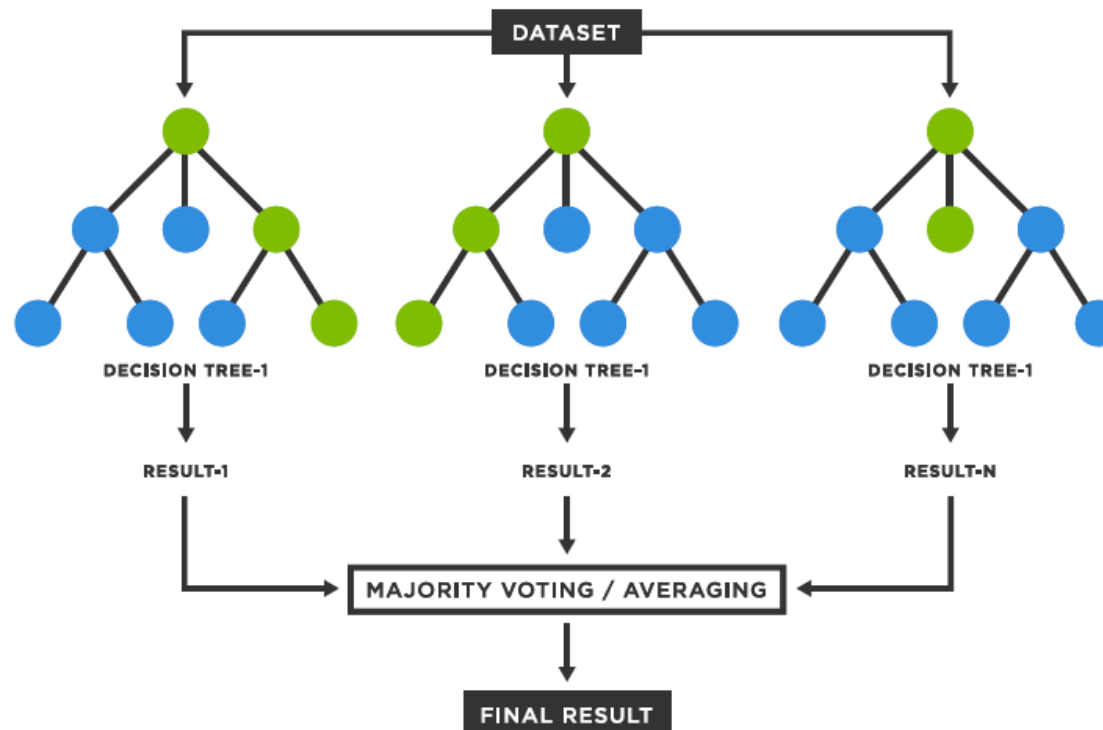 DATASET
DECISION TREE-1
DECISION TREE-1
DECISION TREE-1
RESULT-1
RESULT-2
RESULT-N
MAJORITY VOTING / AVERAGING
FINAL RESULT